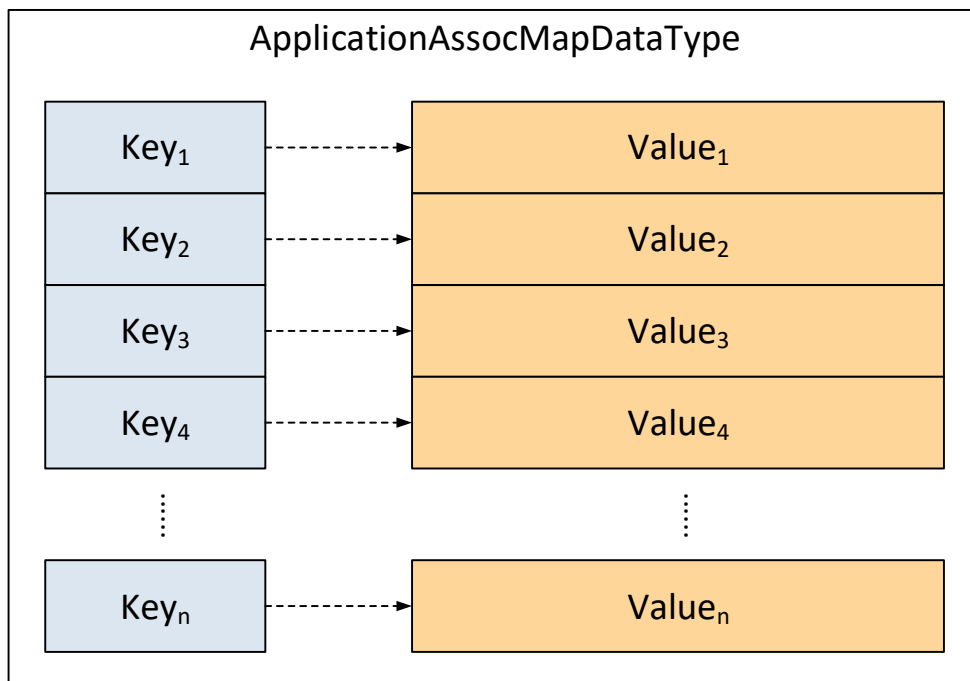 ApplicationAssocMapDataType
Key₁ Value₁
Key₂ Value₂
Key₃ Value₃
Key₄ Value₄
Keyₙ Valueₙ